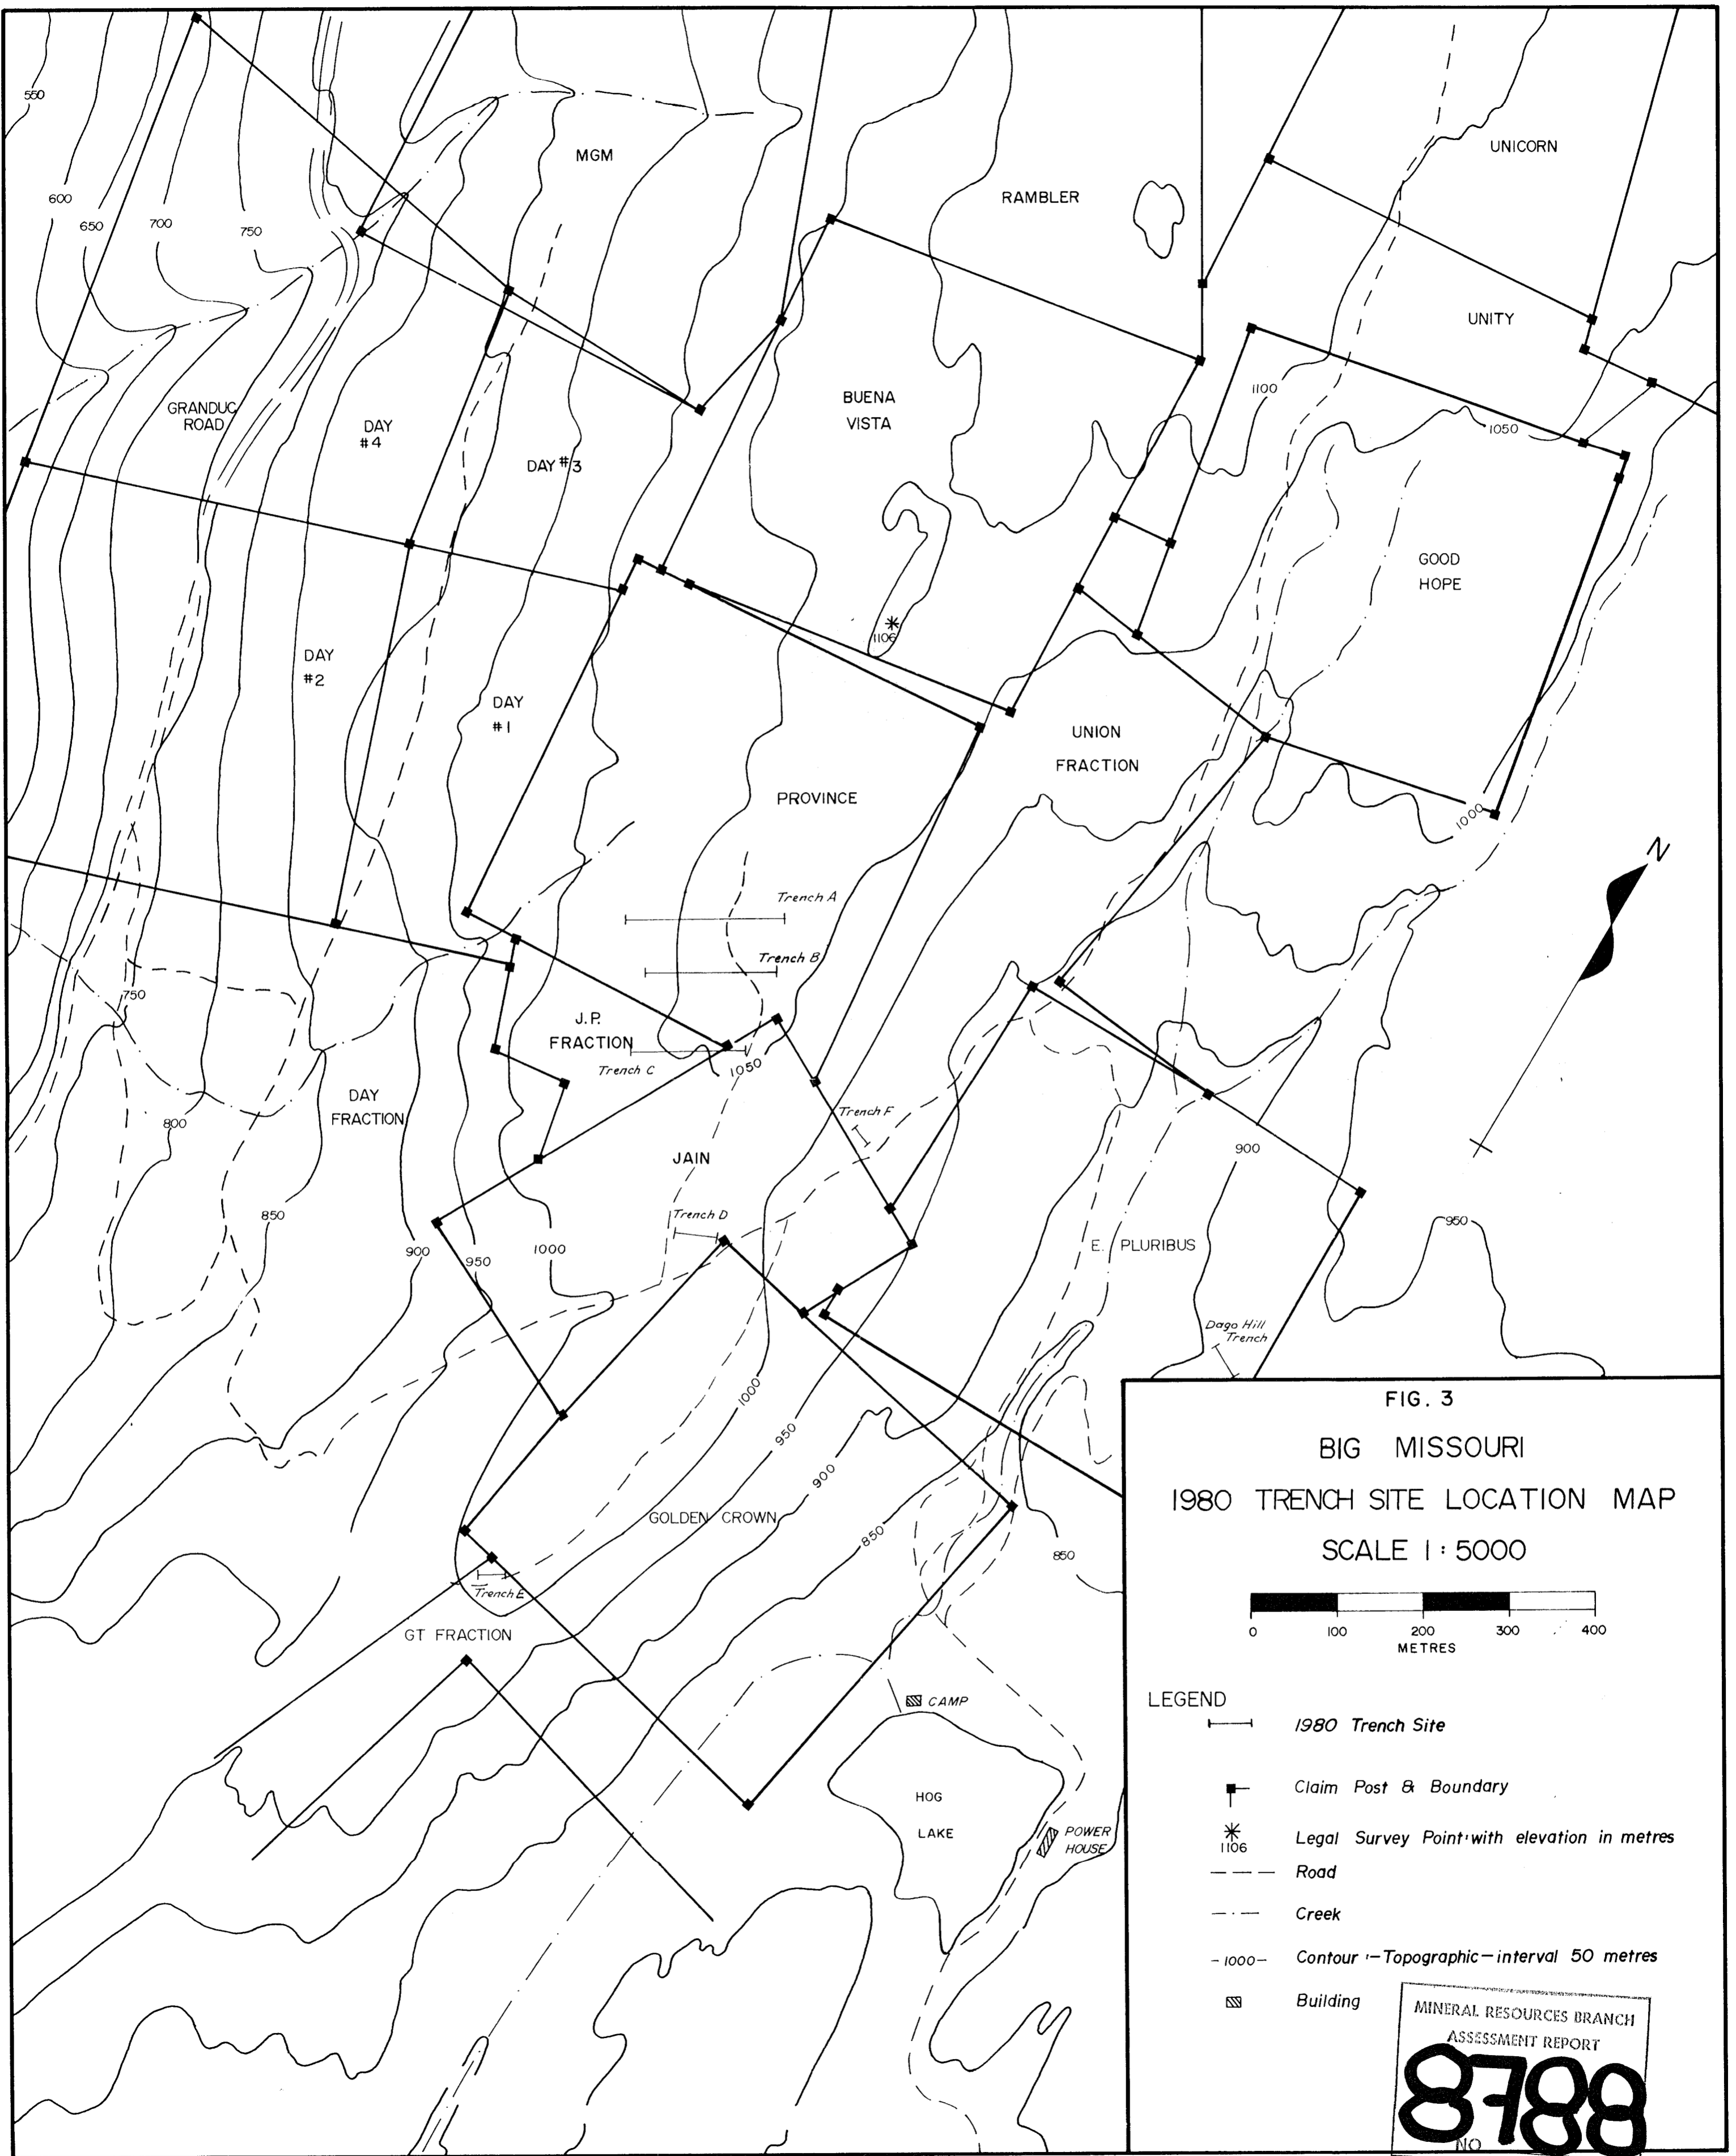 550
MGM
UNICORN
RAMBLER
600
650
700
750
UNITY
1100
BUENA
VISTA
GRANDUC
ROAD
DAY
#4
1050
DAY #3
GOOD
HOPE
1106
DAY
#2
DAY
#1
UNION
FRACTION
PROVINCE
1000
N
Trench A
Trench B
750
J.P.
FRACTION
Trench C
1050
DAY
FRACTION
800
Trench F
JAIN
900
850
Trench D
950
900
950
1000
E. PLURIBUS
Dago Hill
Trench
1000
950
900
850
GOLDEN CROWN
850
Trench E
GT FRACTION
CAMP
HOG
LAKE
POWER
HOUSE
FIG. 3
BIG MISSOURI
1980 TRENCH SITE LOCATION MAP
SCALE 1:5000
0 100 200 300 400
METRES
LEGEND
1980 Trench Site
Claim Post & Boundary
1106
Legal Survey Point with elevation in metres
Road
Creek
-1000-
Contour - Topographic - interval 50 metres
Building
MINERAL RESOURCES BRANCH
ASSESSMENT REPORT
8788
NO